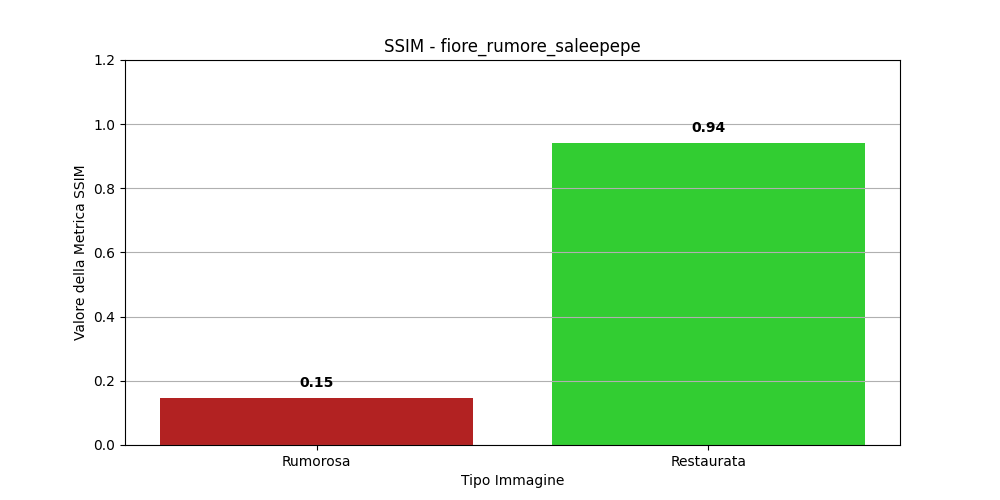 SSIM - fiore_rumore_saleepepe
1.2
1.0
0.8
0.6
0.4
0.2
0.0
Valore della Metrica SSIM
0.15
0.94
Rumorosa
Restaurata
Tipo Immagine